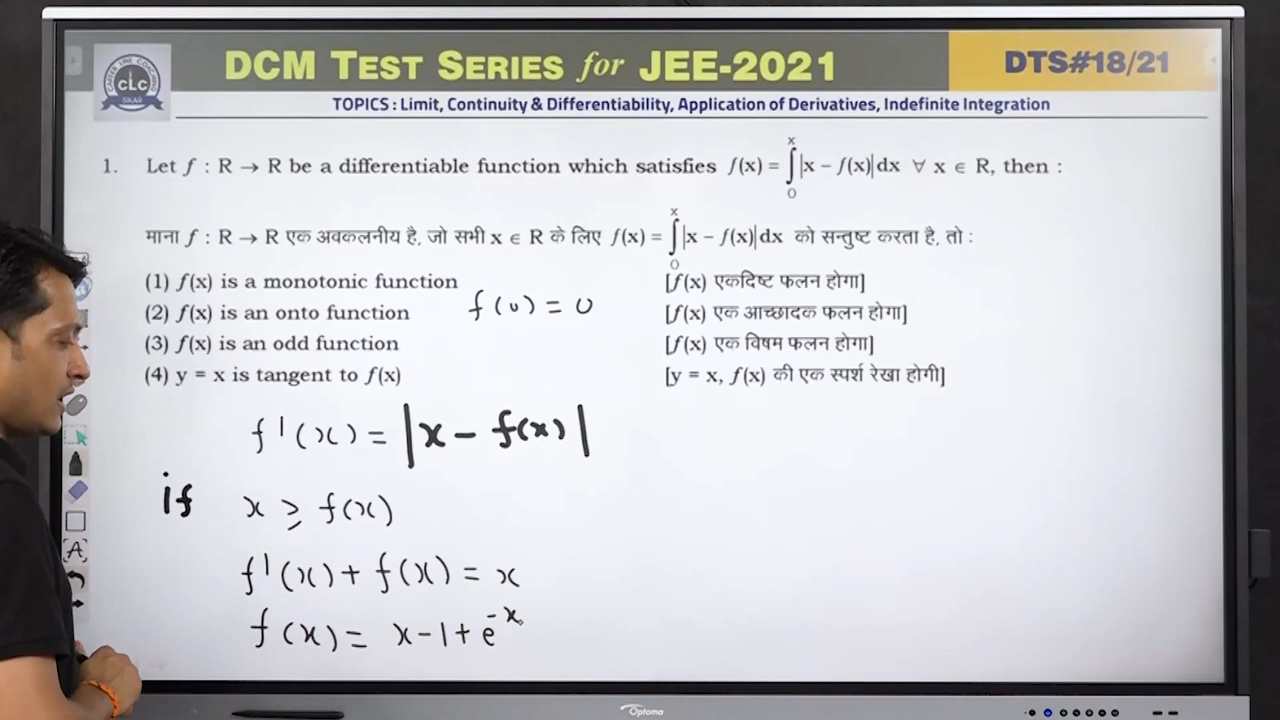 CLC
SIKAR
DCM TEST SERIES for JEE-2021
DTS#18/21
TOPICS : Limit, Continuity & Differentiability, Application of Derivatives, Indefinite Integration
1. Let f : R → R be a differentiable function which satisfies f(x) = ∫₀ˣ |x – f(x)| dx ∀ x ∈ R, then :
माना f : R → R एक अवकलनीय है, जो सभी x ∈ R के लिए f(x) = ∫₀ˣ |x – f(x)| dx को सन्तुष्ट करता है, तो :
(1) f(x) is a monotonic function [f(x) एकदिष्ट फलन होगा]
(2) f(x) is an onto function [f(x) एक आच्छादक फलन होगा]
(3) f(x) is an odd function [f(x) एक विषम फलन होगा]
(4) y = x is tangent to f(x) [y = x, f(x) की एक स्पर्श रेखा होगी]
f(0) = 0
f'(x) = |x – f(x)|
if x ≥ f(x)
f'(x) + f(x) = x
f(x) = x – 1 + e⁻ˣ
A
Optoma